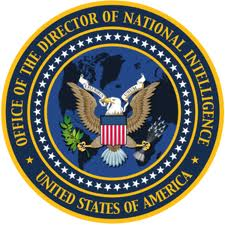 OFFICE OF THE DIRECTOR OF NATIONAL INTELLIGENCE
UNITED STATES OF AMERICA